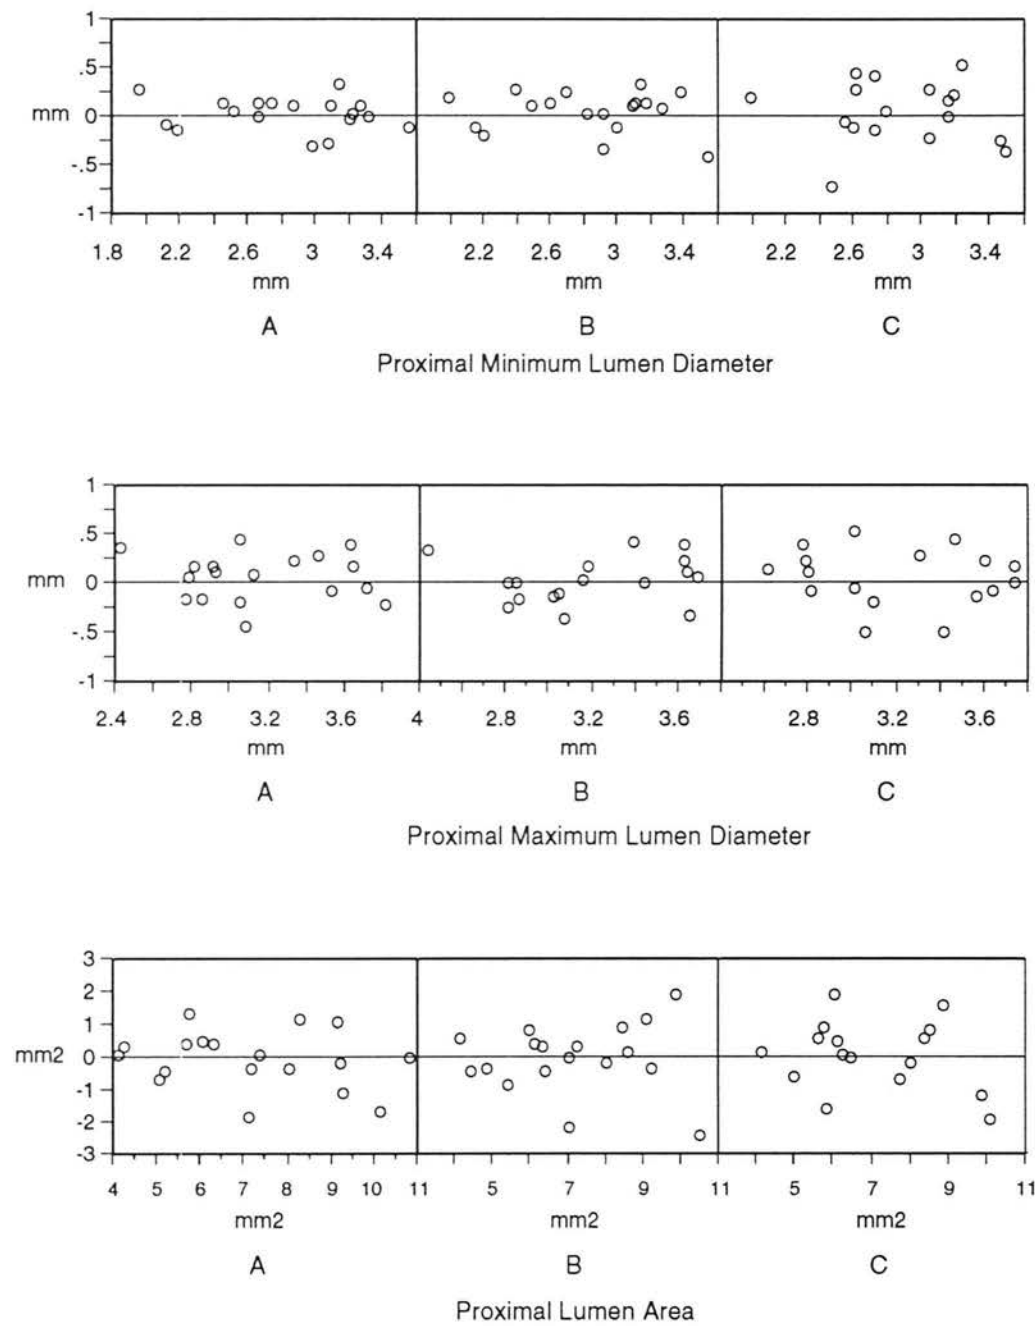 1
.5
mm 0
-.5
-1
1.8 2.2 2.6 3 3.4 2.2 2.6 3 3.4 2.2 2.6 3 3.4
mm mm mm
A B C
Proximal Minimum Lumen Diameter
1
.5
mm 0
-.5
-1
2.4 2.8 3.2 3.6 4 2.8 3.2 3.6 2.8 3.2 3.6
mm mm mm
A B C
Proximal Maximum Lumen Diameter
3
2
1
mm2 0
-1
-2
-3
4 5 6 7 8 9 10 11 5 7 9 11 5 7 9 11
mm2 mm2 mm2
A B C
Proximal Lumen Area